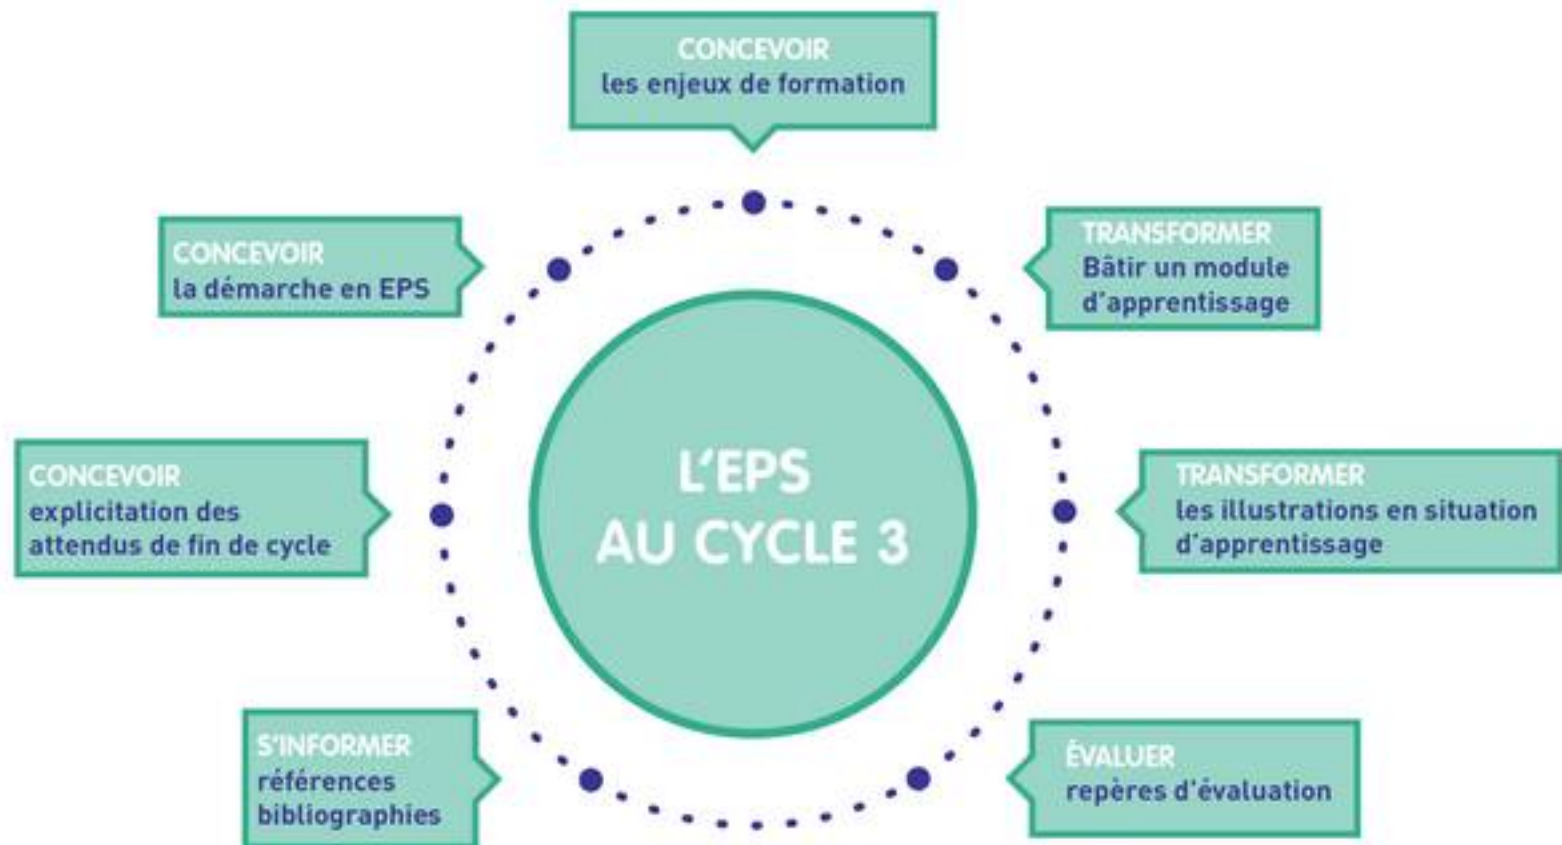 CONCEVOIR
les enjeux de formation
CONCEVOIR
la démarche en EPS
TRANSFORMER
Bâtir un module
d'apprentissage
CONCEVOIR
explicitation des
attendus de fin de cycle
L'EPS
AU CYCLE 3
TRANSFORMER
les illustrations en situation
d'apprentissage
S'INFORMER
références
bibliographies
ÉVALUER
repères d'évaluation